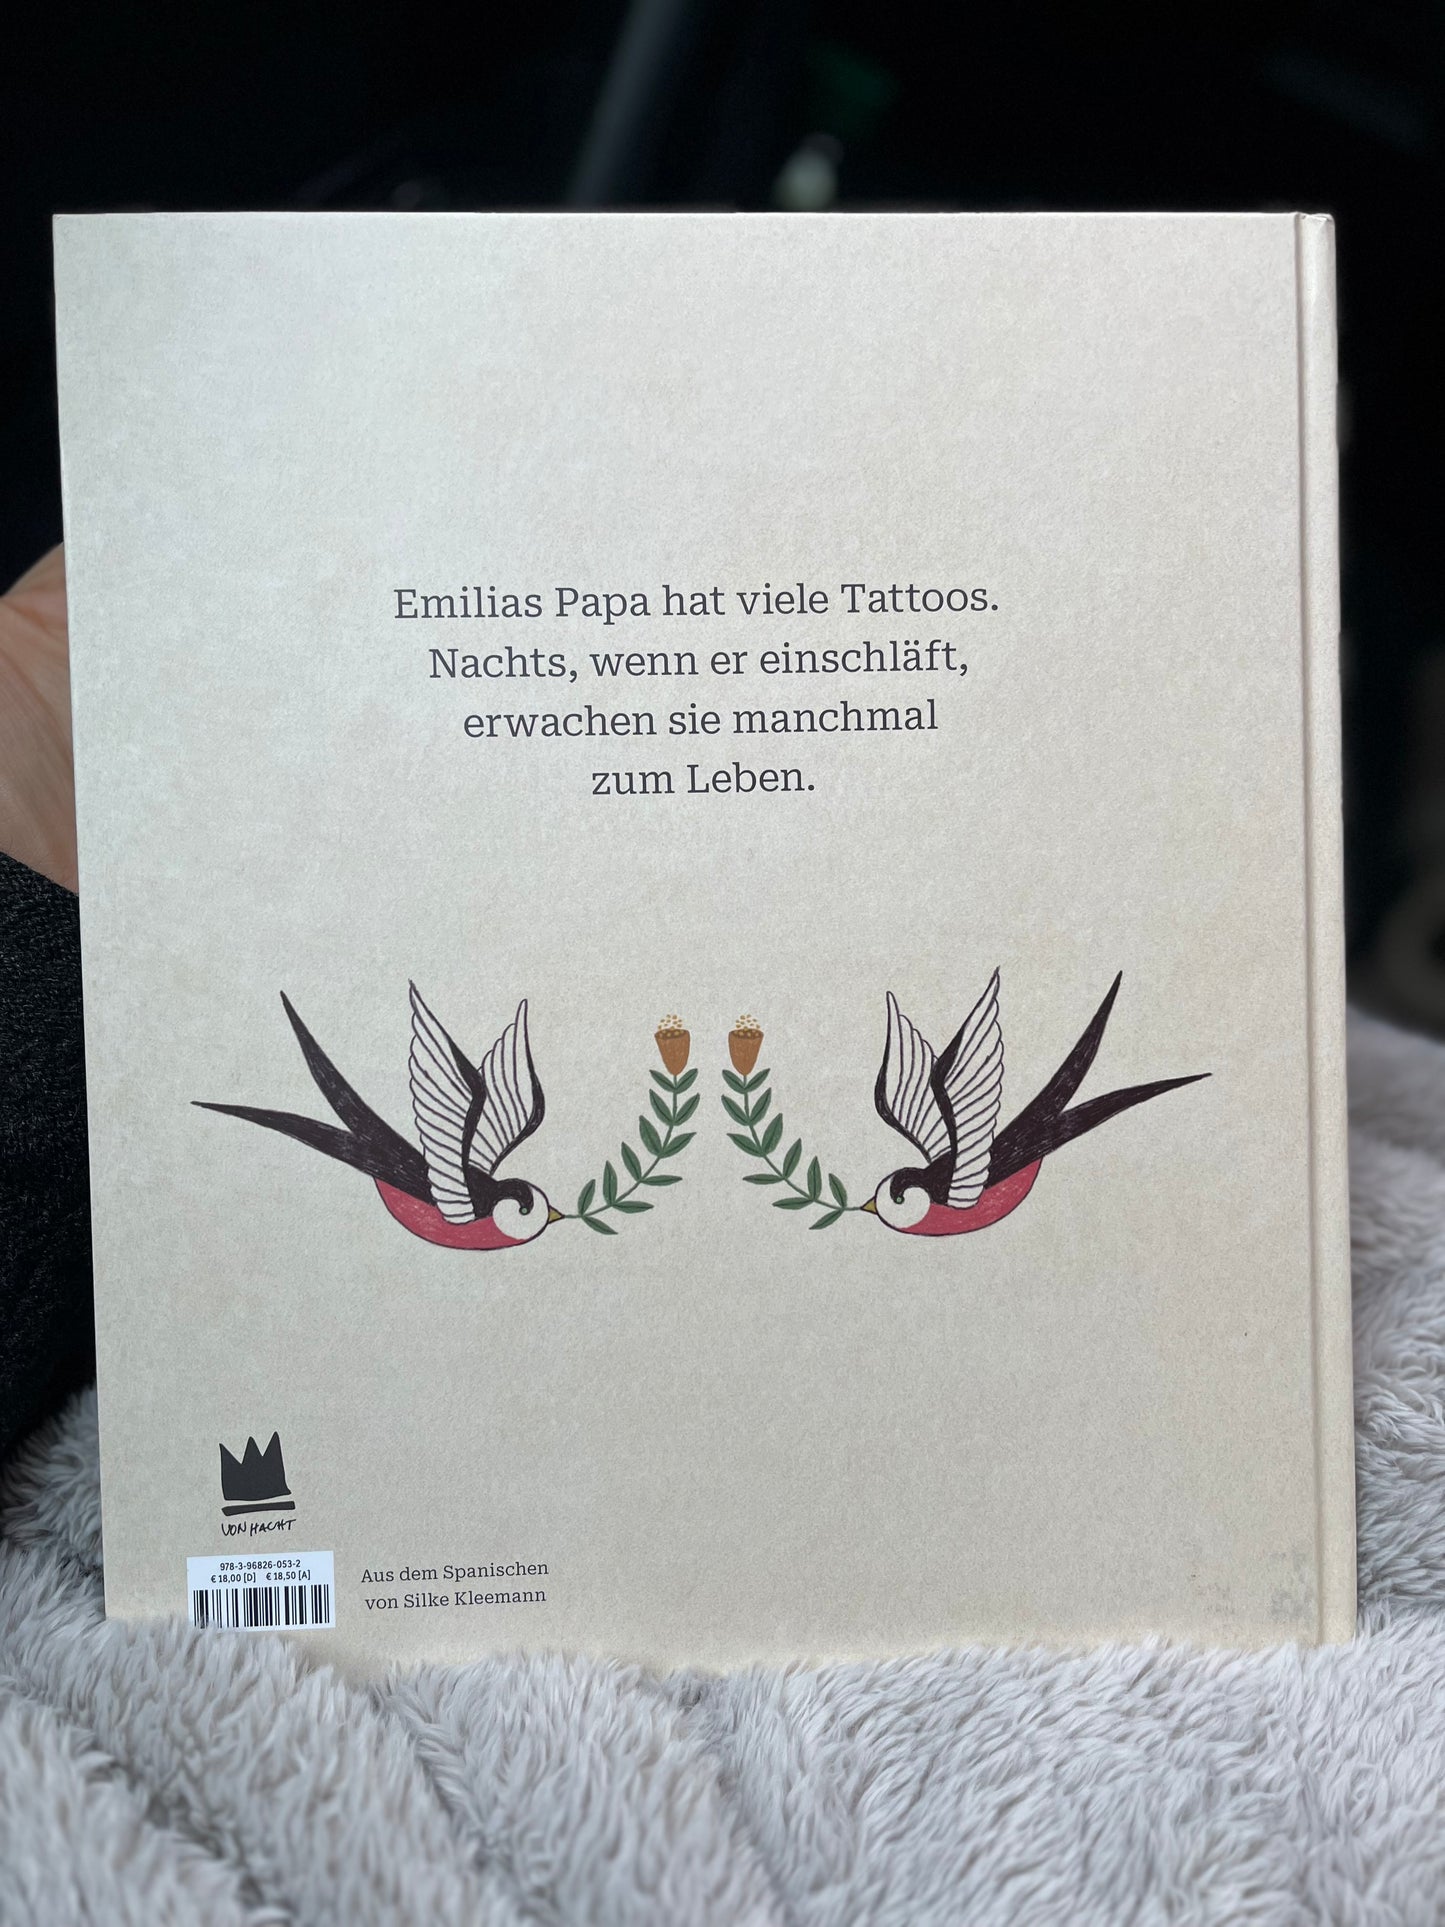 Emilias Papa hat viele Tattoos.
Nachts, wenn er einschläft,
erwachen sie manchmal
zum Leben.
VON HACHT
978-3-96826-053-2
€ 18,00 [D] € 18,50 [A]
Aus dem Spanischen
von Silke Kleemann